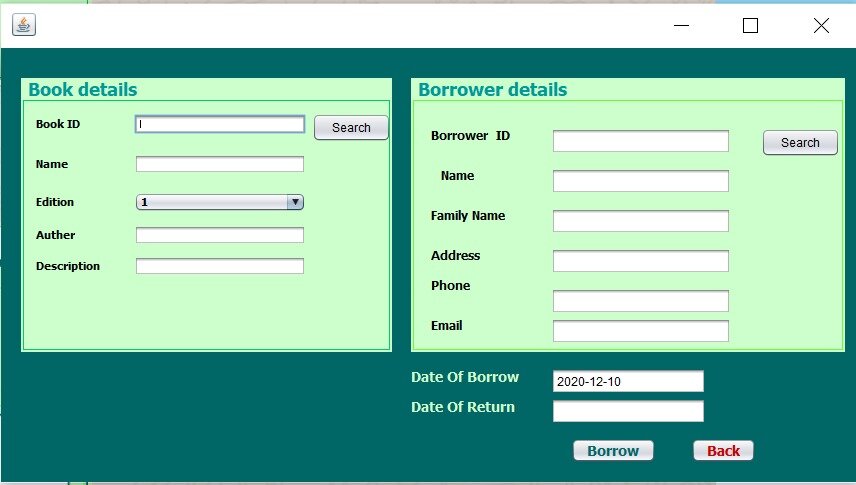 Book details
Book ID
Search
Name
Edition 1
Auther
Description
Borrower details
Borrower ID
Search
Name
Family Name
Address
Phone
Email
Date Of Borrow 2020-12-10
Date Of Return
Borrow Back